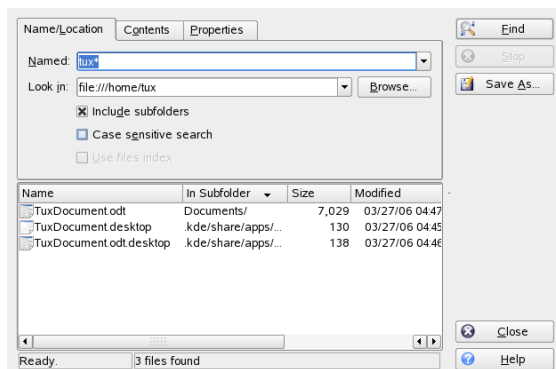 Name/Location Contents Properties
Named: tux*
Look in: file:///home/tux Browse...
Include subfolders
Case sensitive search
Use files index
Find
Stop
Save As...
Name In Subfolder Size Modified
TuxDocument.odt Documents/ 7,029 03/27/06 04:47
TuxDocument.desktop .kde/share/apps/... 130 03/27/06 04:45
TuxDocument.odt.desktop .kde/share/apps/... 138 03/27/06 04:46
Close
Ready. 3 files found
Help